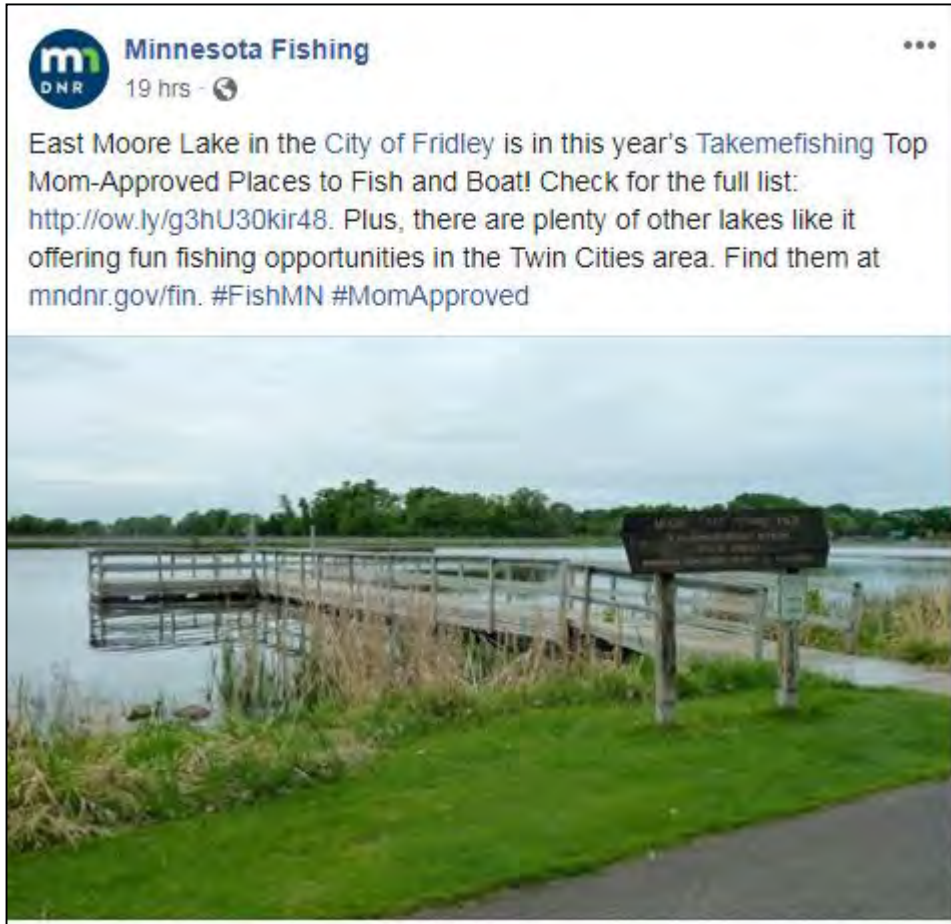 mn
DNR
Minnesota Fishing
19 hrs ·
East Moore Lake in the City of Fridley is in this year's Takemefishing Top
Mom-Approved Places to Fish and Boat! Check for the full list:
http://ow.ly/g3hU30kir48. Plus, there are plenty of other lakes like it
offering fun fishing opportunities in the Twin Cities area. Find them at
mndnr.gov/fin. #FishMN #MomApproved